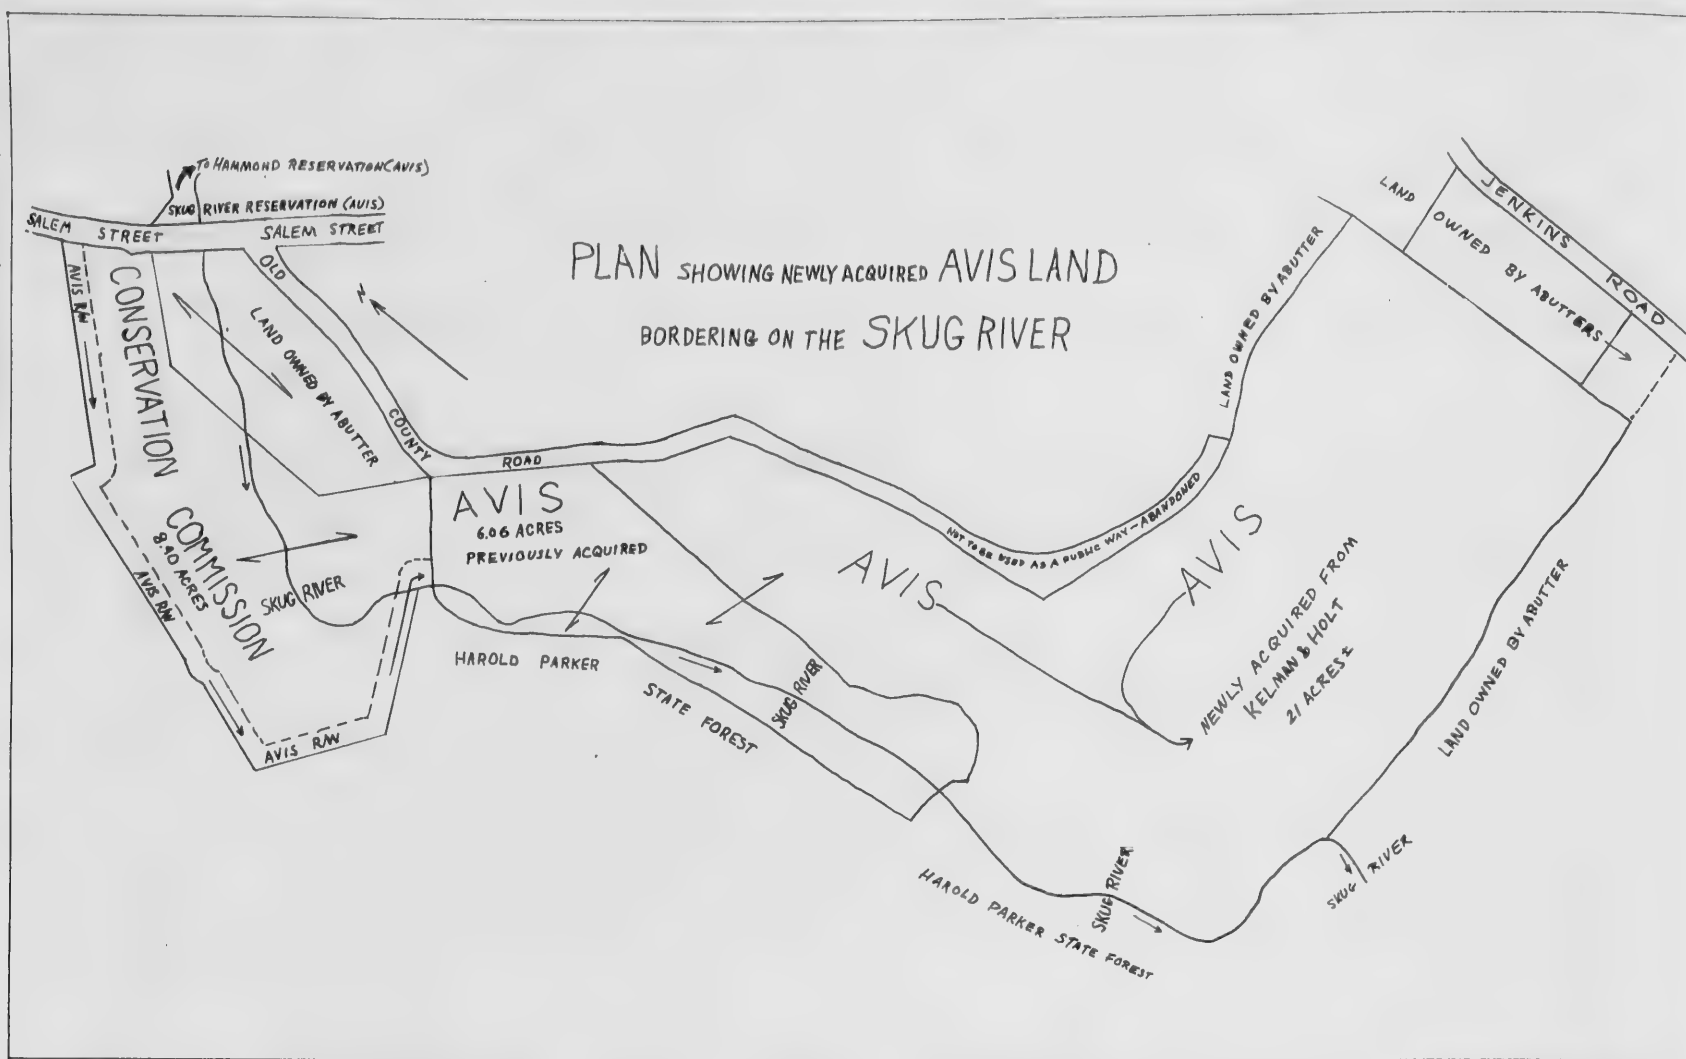 PLAN SHOWING NEWLY ACQUIRED AVIS LAND
BORDERING ON THE SKUG RIVER
TO HAMMOND RESERVATION (AVIS)
SKUG RIVER RESERVATION (AVIS)
SALEM STREET
SALEM STREET
AVIS R/W
CONSERVATION COMMISSION
8.40 ACRES
OLD COUNTY ROAD
LAND OWNED BY ABUTTER
N
AVIS R/W
SKUG RIVER
AVIS R/W
AVIS
6.06 ACRES
PREVIOUSLY ACQUIRED
HAROLD PARKER
STATE FOREST
SKUG RIVER
NOT TO BE USED AS A PUBLIC WAY - ABANDONED
LAND OWNED BY ABUTTER
AVIS
AVIS
NEWLY ACQUIRED FROM
KELMAN & HOLT
21 ACRES ±
LAND OWNED BY ABUTTERS
JENKINS ROAD
LAND OWNED BY ABUTTER
HAROLD PARKER STATE FOREST
SKUG RIVER
SKUG RIVER